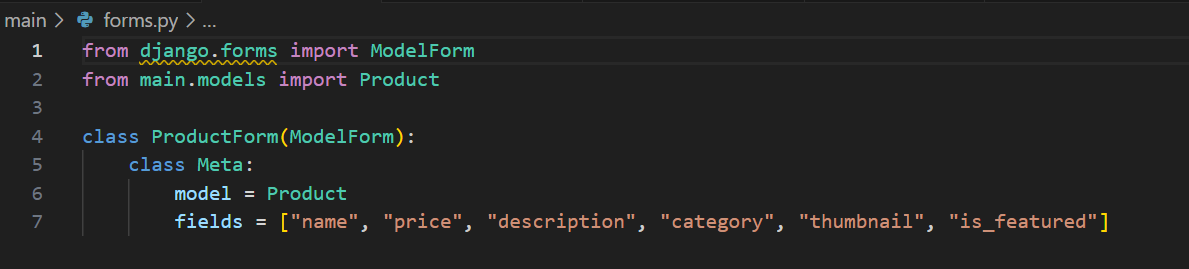 main > forms.py > ...
1 from django.forms import ModelForm
2 from main.models import Product
3
4 class ProductForm(ModelForm):
5     class Meta:
6         model = Product
7         fields = ["name", "price", "description", "category", "thumbnail", "is_featured"]